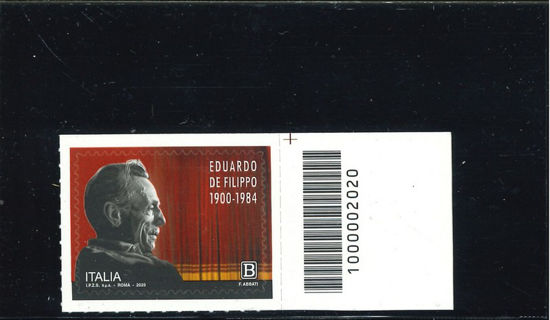 EDUARDO
DE FILIPPO
1900-1984
ITALIA
I.P.Z.S. S.p.A. - ROMA - 2020
B
F. ABBATI
1000002020